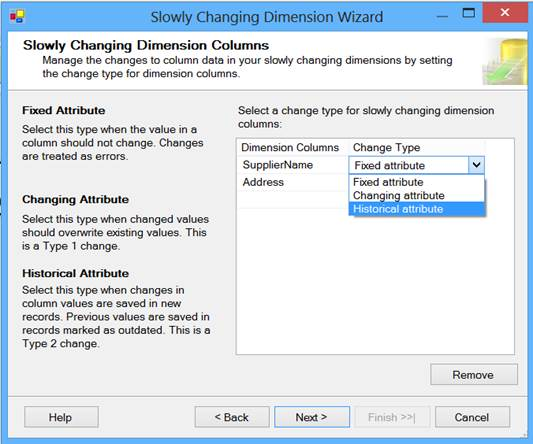 Slowly Changing Dimension Wizard
Slowly Changing Dimension Columns
Manage the changes to column data in your slowly changing dimensions by setting
the change type for dimension columns.
Fixed Attribute
Select this type when the value in a
column should not change. Changes
are treated as errors.
Changing Attribute
Select this type when changed values
should overwrite existing values. This
is a Type 1 change.
Historical Attribute
Select this type when changes in
column values are saved in new
records. Previous values are saved in
records marked as outdated. This is a
Type 2 change.
Select a change type for slowly changing dimension
columns:
Dimension Columns Change Type
SupplierName Fixed attribute
Address Fixed attribute
Changing attribute
Historical attribute
Remove
Help < Back Next > Finish >>| Cancel